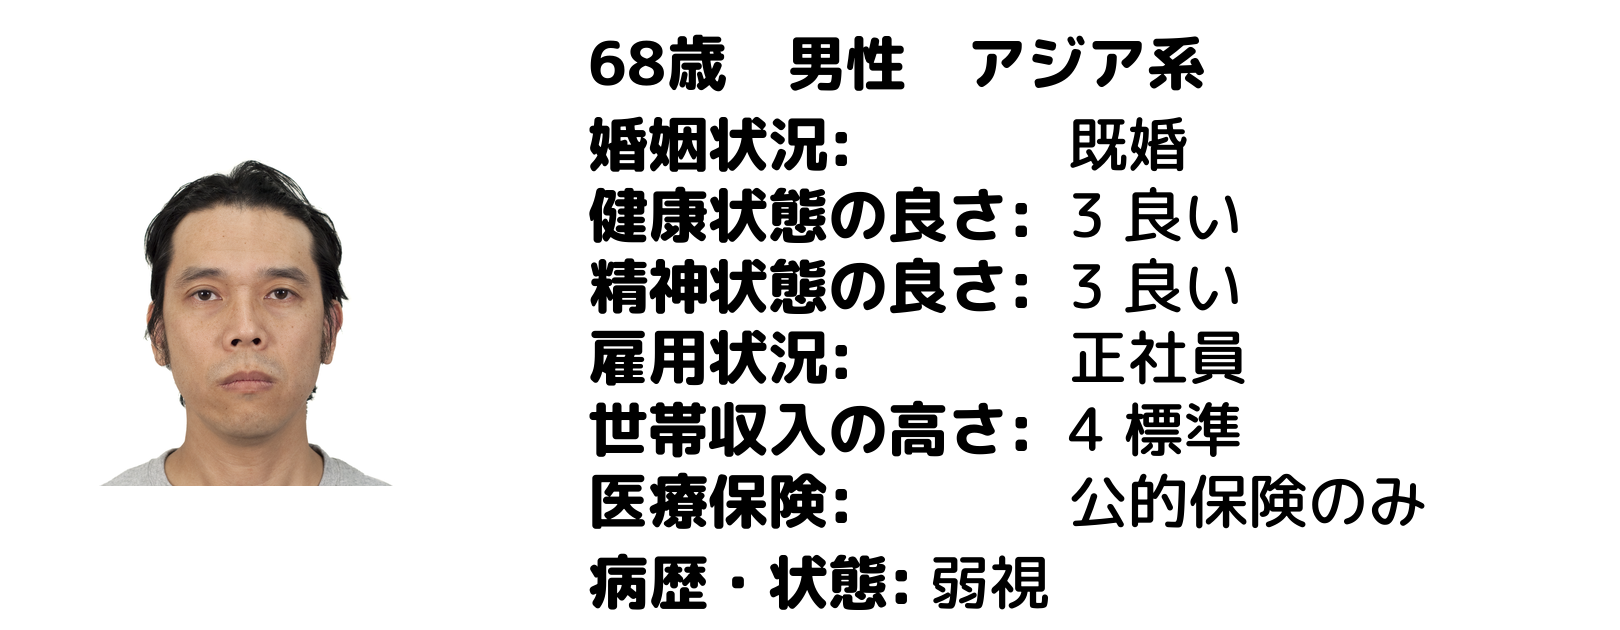 68歳　男性　アジア系
婚姻状況: 既婚
健康状態の良さ: 3 良い
精神状態の良さ: 3 良い
雇用状況: 正社員
世帯収入の高さ: 4 標準
医療保険: 公的保険のみ
病歴・状態: 弱視